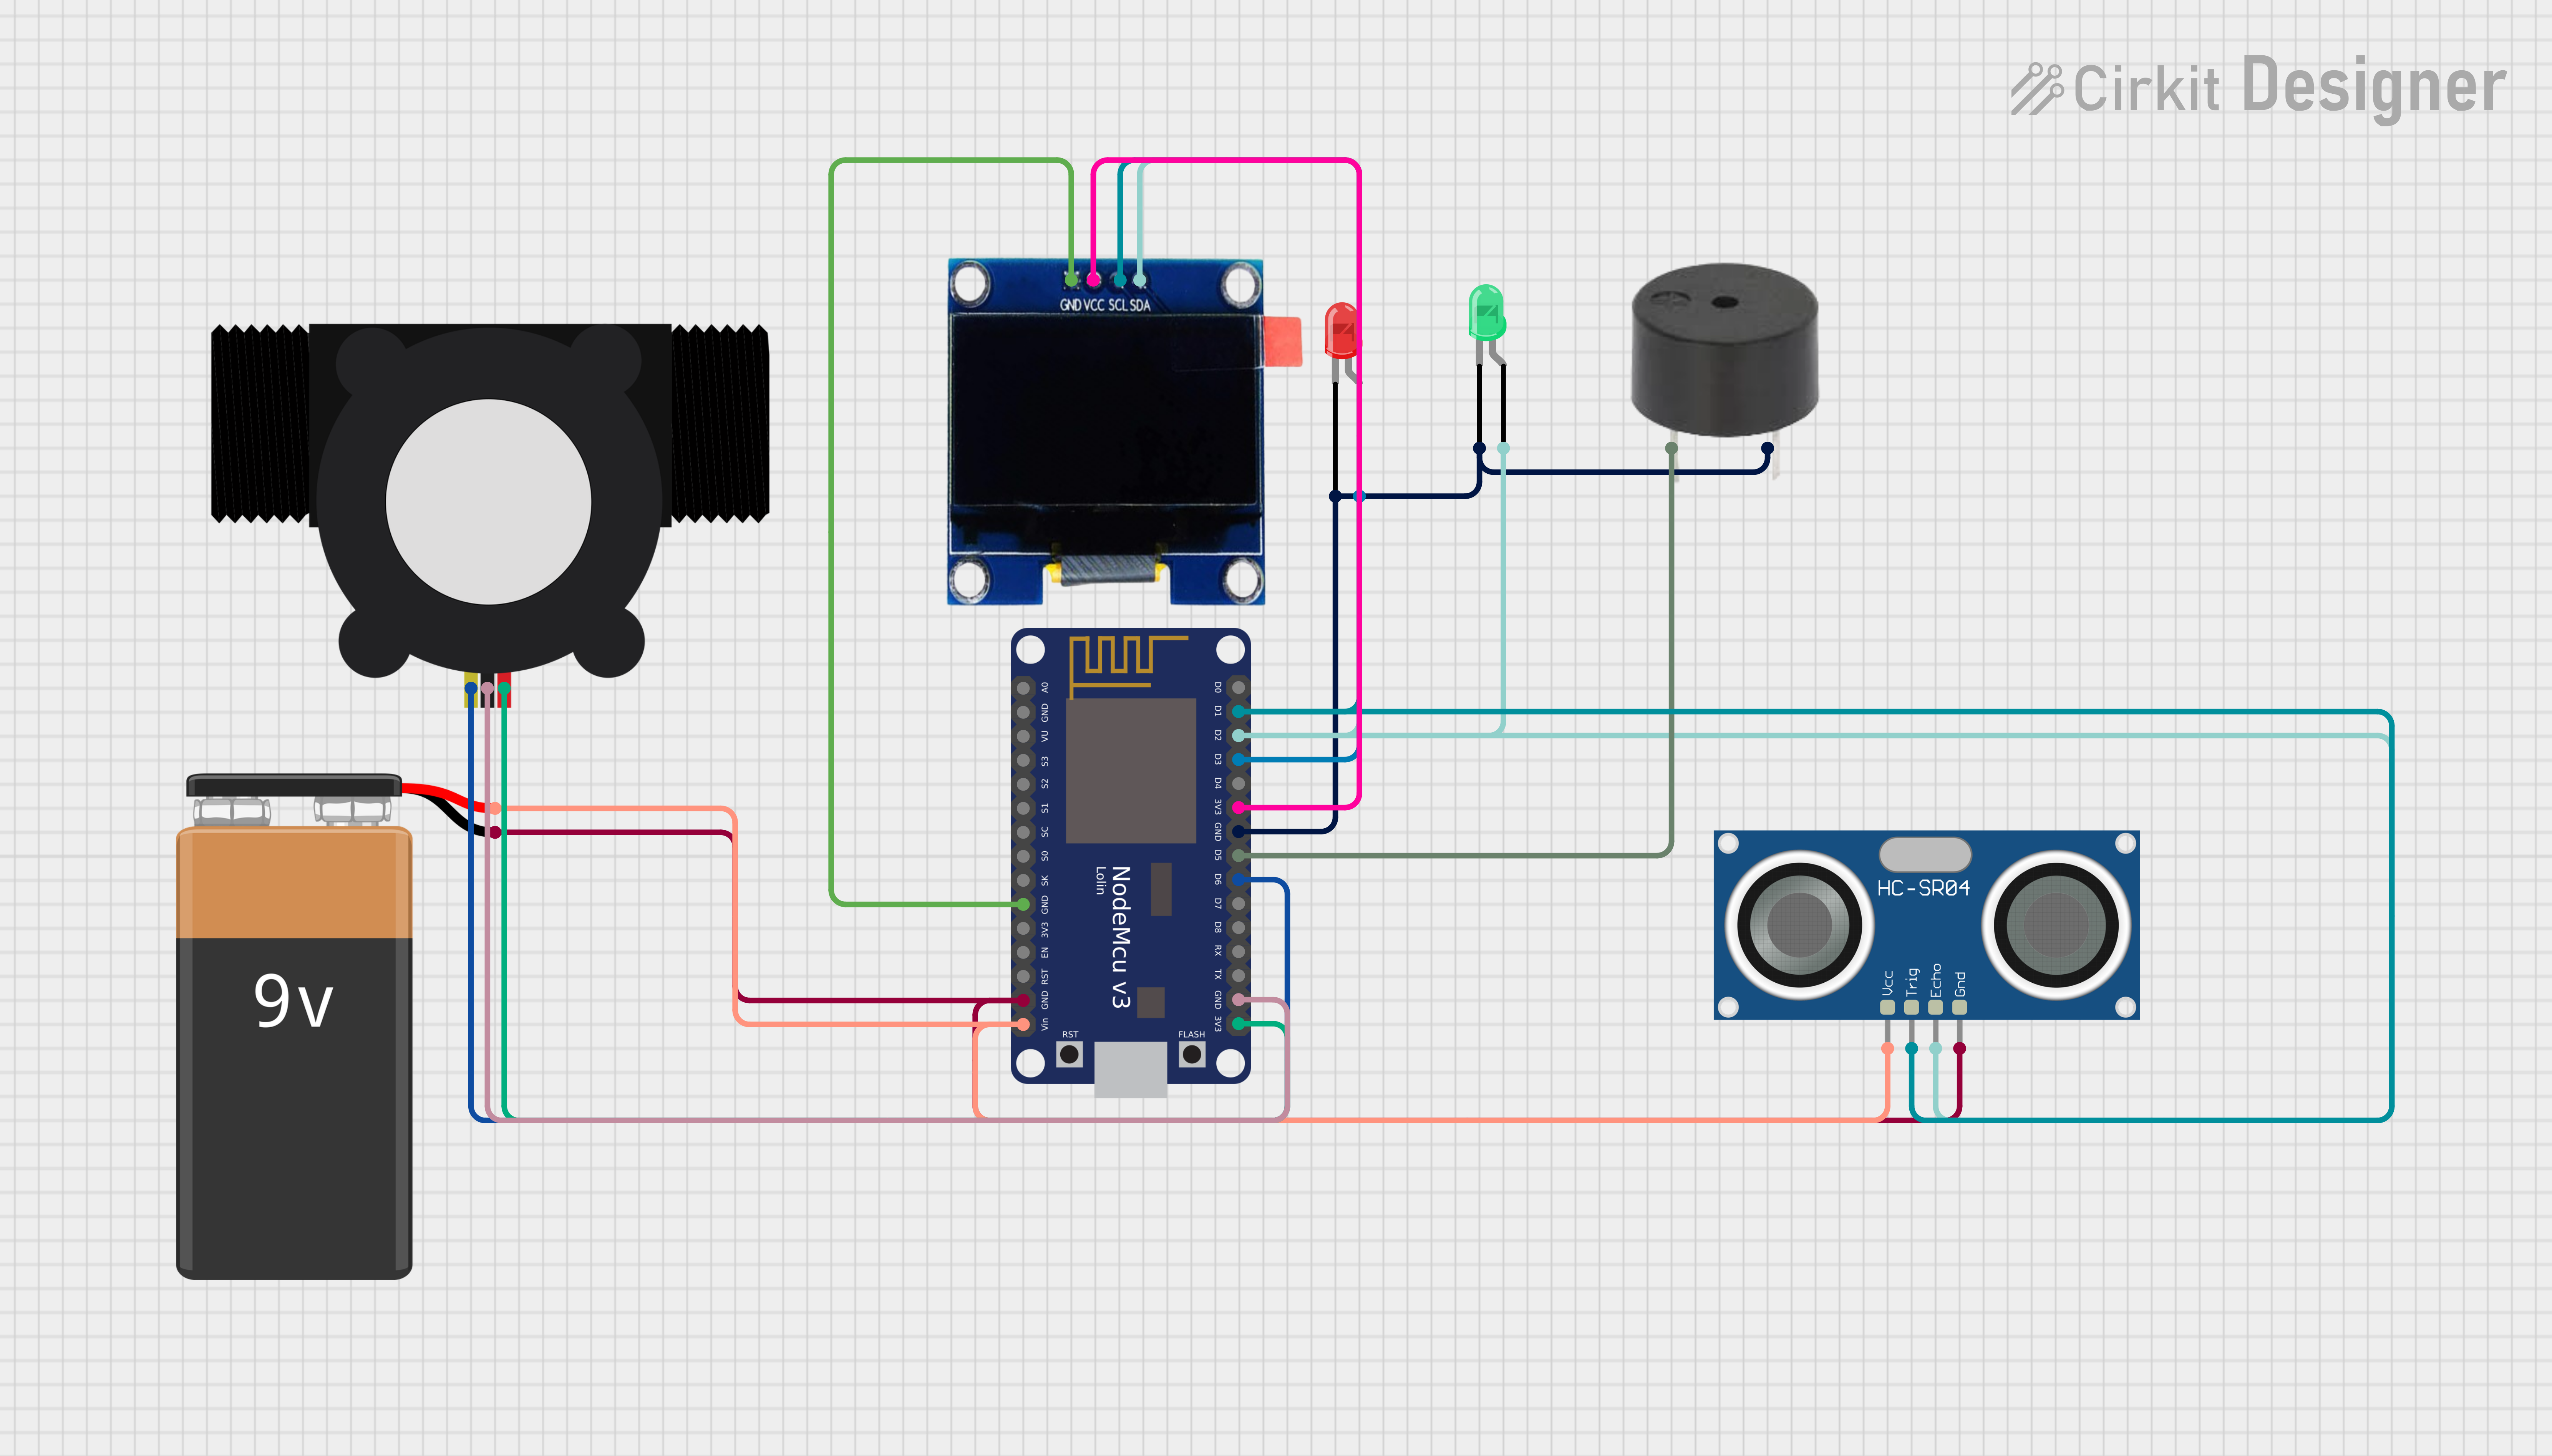 Cirkit Designer
GND VCC SCL SDA
9v
A0
GND
VU
S3
S2
S1
SC
S0
SK
GND
3V3
EN
RST
GND
Vin
D0
D1
D2
D3
D4
3V3
GND
D5
D6
D7
D8
RX
TX
GND
3V3
NodeMcu v3
Lolin
RST
FLASH
HC-SR04
Vcc
Trig
Echo
Gnd